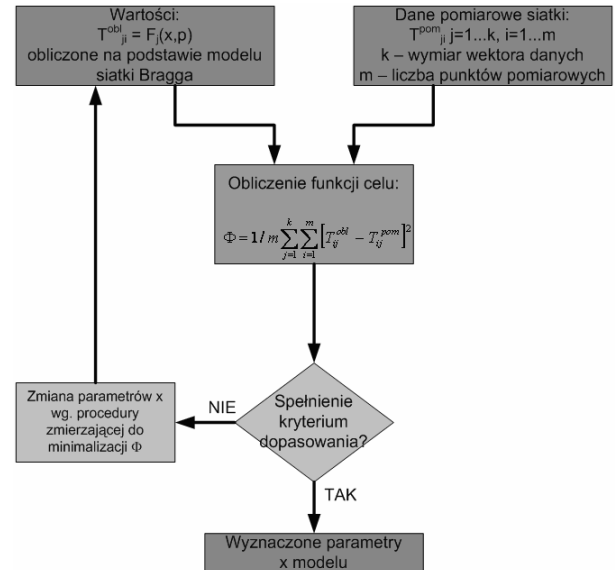 Wartości:
T^obl_ji = F_j(x,p)
obliczone na podstawie modelu
siatki Bragga
Dane pomiarowe siatki:
T^pom_ji j=1...k, i=1...m
k – wymiar wektora danych
m – liczba punktów pomiarowych
Obliczenie funkcji celu:
Φ = 1/m ∑_{j=1}^{k} ∑_{i=1}^{m} [T_ij^obl − T_ij^pom]^2
Zmiana parametrów x
wg. procedury
zmierzającej do
minimalizacji Φ
NIE
Spełnienie
kryterium
dopasowania?
TAK
Wyznaczone parametry
x modelu